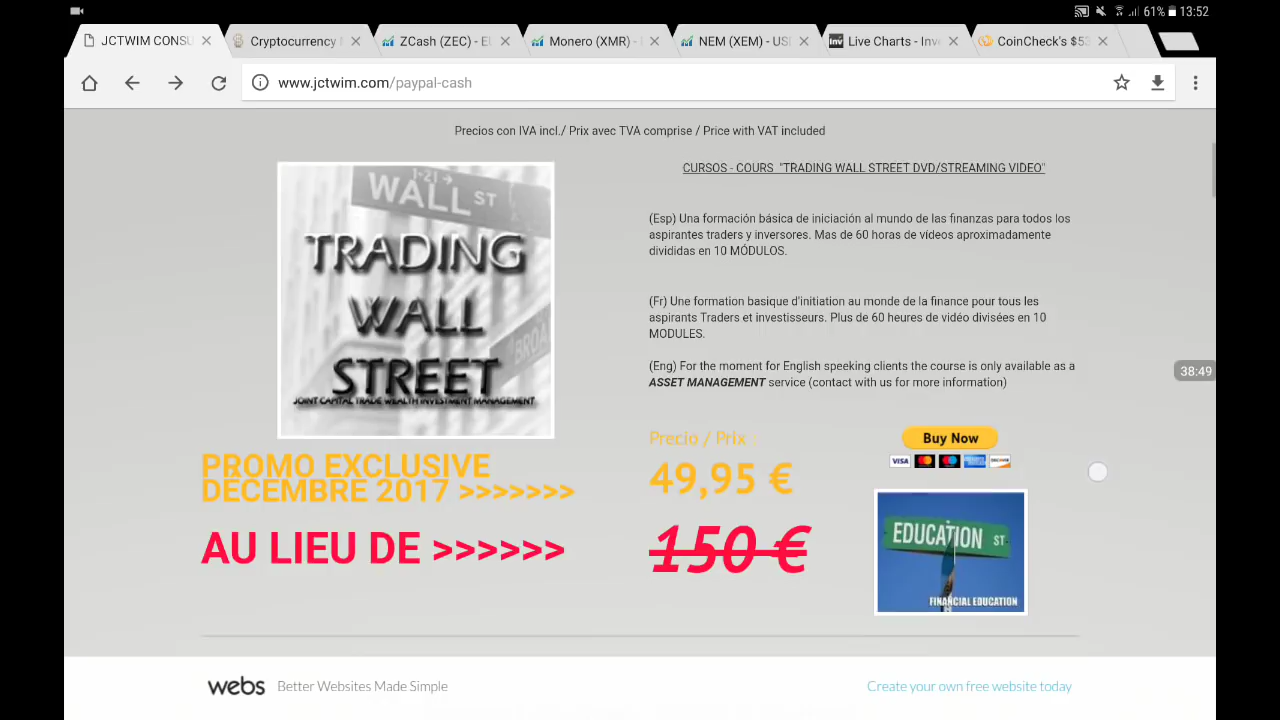 61% 13:52
JCTWIM CONSU
Cryptocurrency M
ZCash (ZEC) - EU
Monero (XMR) -
NEM (XEM) - USD
Inv
Live Charts - Inve
CoinCheck's $53
www.jctwim.com/paypal-cash
Precios con IVA incl./ Prix avec TVA comprise / Price with VAT included
WALL ST
TRADING
WALL
STREET
JOINT CAPITAL TRADE WEALTH INVESTMENT MANAGEMENT
CURSOS - COURS "TRADING WALL STREET DVD/STREAMING VIDEO"
(Esp) Una formación básica de iniciación al mundo de las finanzas para todos los
aspirantes traders y inversores. Mas de 60 horas de vídeos aproximadamente
divididas en 10 MÓDULOS.
(Fr) Une formation basique d'initiation au monde de la finance pour tous les
aspirants Traders et investisseurs. Plus de 60 heures de vidéo divisées en 10
MODULES.
(Eng) For the moment for English speeking clients the course is only available as a
ASSET MANAGEMENT service (contact with us for more information)
38:49
PROMO EXCLUSIVE
DECEMBRE 2017 >>>>>>>
AU LIEU DE >>>>>>
Precio / Prix
49,95 €
150 €
Buy Now
VISA
EDUCATION ST
FINANCIAL EDUCATION
webs Better Websites Made Simple
Create your own free website today